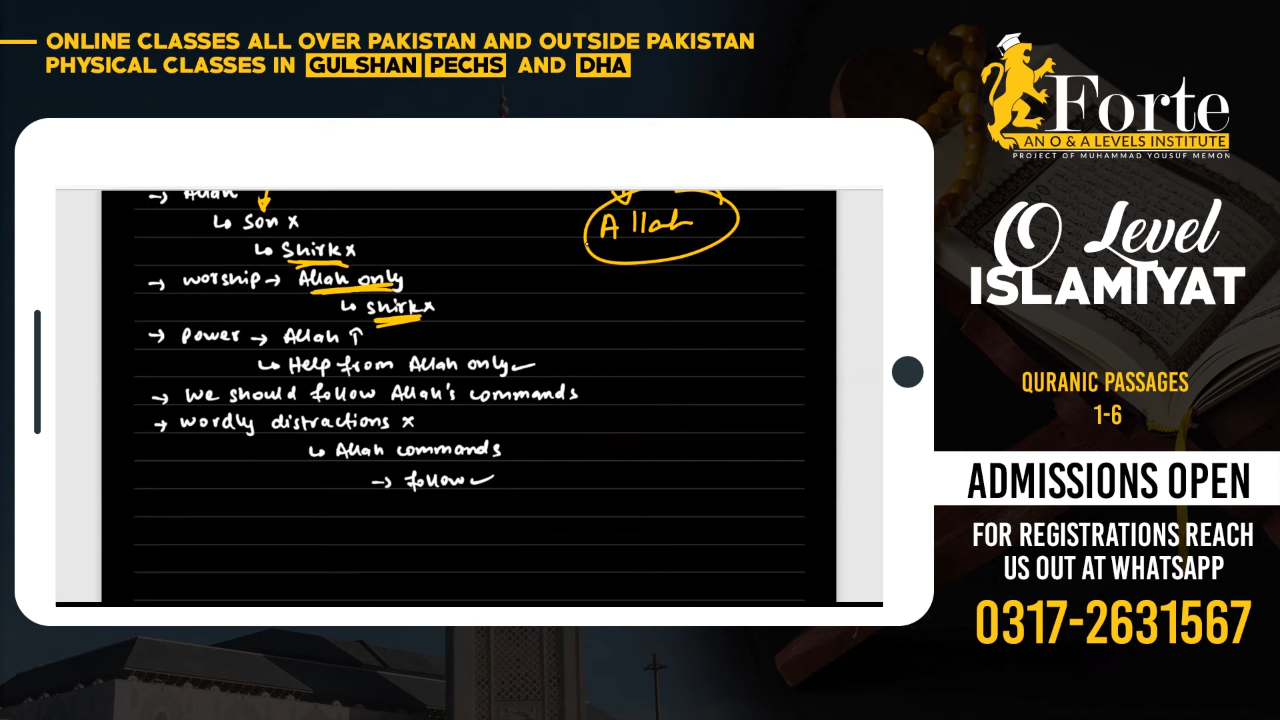 ONLINE CLASSES ALL OVER PAKISTAN AND OUTSIDE PAKISTAN
PHYSICAL CLASSES IN GULSHAN PECHS AND DHA
→ Allah
↳ Son x
↳ Shirk x
→ worship → Allah only
↳ Shirk x
→ Power → Allah ↑
↳ Help from Allah only ✓
→ We should follow Allah's commands
→ wordly distractions x
↳ Allah commands
→ follow ✓
Allah
Forte
AN O & A LEVELS INSTITUTE
PROJECT OF MUHAMMAD YOUSUF MEMON
O Level
ISLAMIYAT
QURANIC PASSAGES
1-6
ADMISSIONS OPEN
FOR REGISTRATIONS REACH
US OUT AT WHATSAPP
0317-2631567